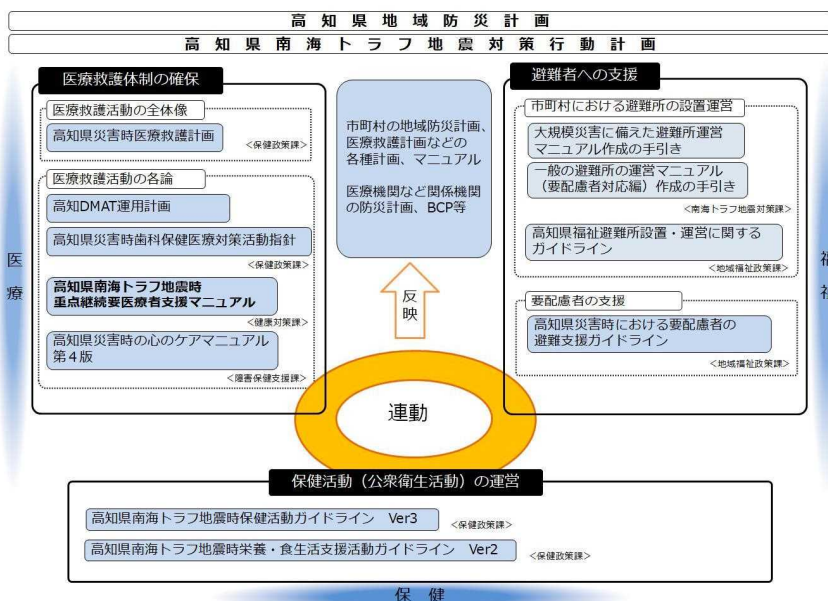 高知県地域防災計画
高知県南海トラフ地震対策行動計画
医療
医療救護体制の確保
医療救護活動の全体像
高知県災害時医療救護計画
<保健政策課>
医療救護活動の各論
高知DMAT運用計画
高知県災害時歯科保健医療対策活動指針
<保健政策課>
高知県南海トラフ地震時
重点継続要医療者支援マニュアル
<健康対策課>
高知県災害時の心のケアマニュアル
第４版
<障害保健支援課>
市町村の地域防災計画、
医療救護計画などの
各種計画、マニュアル
医療機関など関係機関
の防災計画、BCP等
反映
連動
避難者への支援
市町村における避難所の設置運営
大規模災害に備えた避難所運営
マニュアル作成の手引き
一般の避難所の運営マニュアル
（要配慮者対応編）作成の手引き
<南海トラフ地震対策課>
高知県福祉避難所設置・運営に関する
ガイドライン
<地域福祉政策課>
要配慮者の支援
高知県災害時における要配慮者の
避難支援ガイドライン
<地域福祉政策課>
福祉
保健活動（公衆衛生活動）の運営
高知県南海トラフ地震時保健活動ガイドライン　Ver3
<保健政策課>
高知県南海トラフ地震時栄養・食生活支援活動ガイドライン　Ver2
<保健政策課>
保健